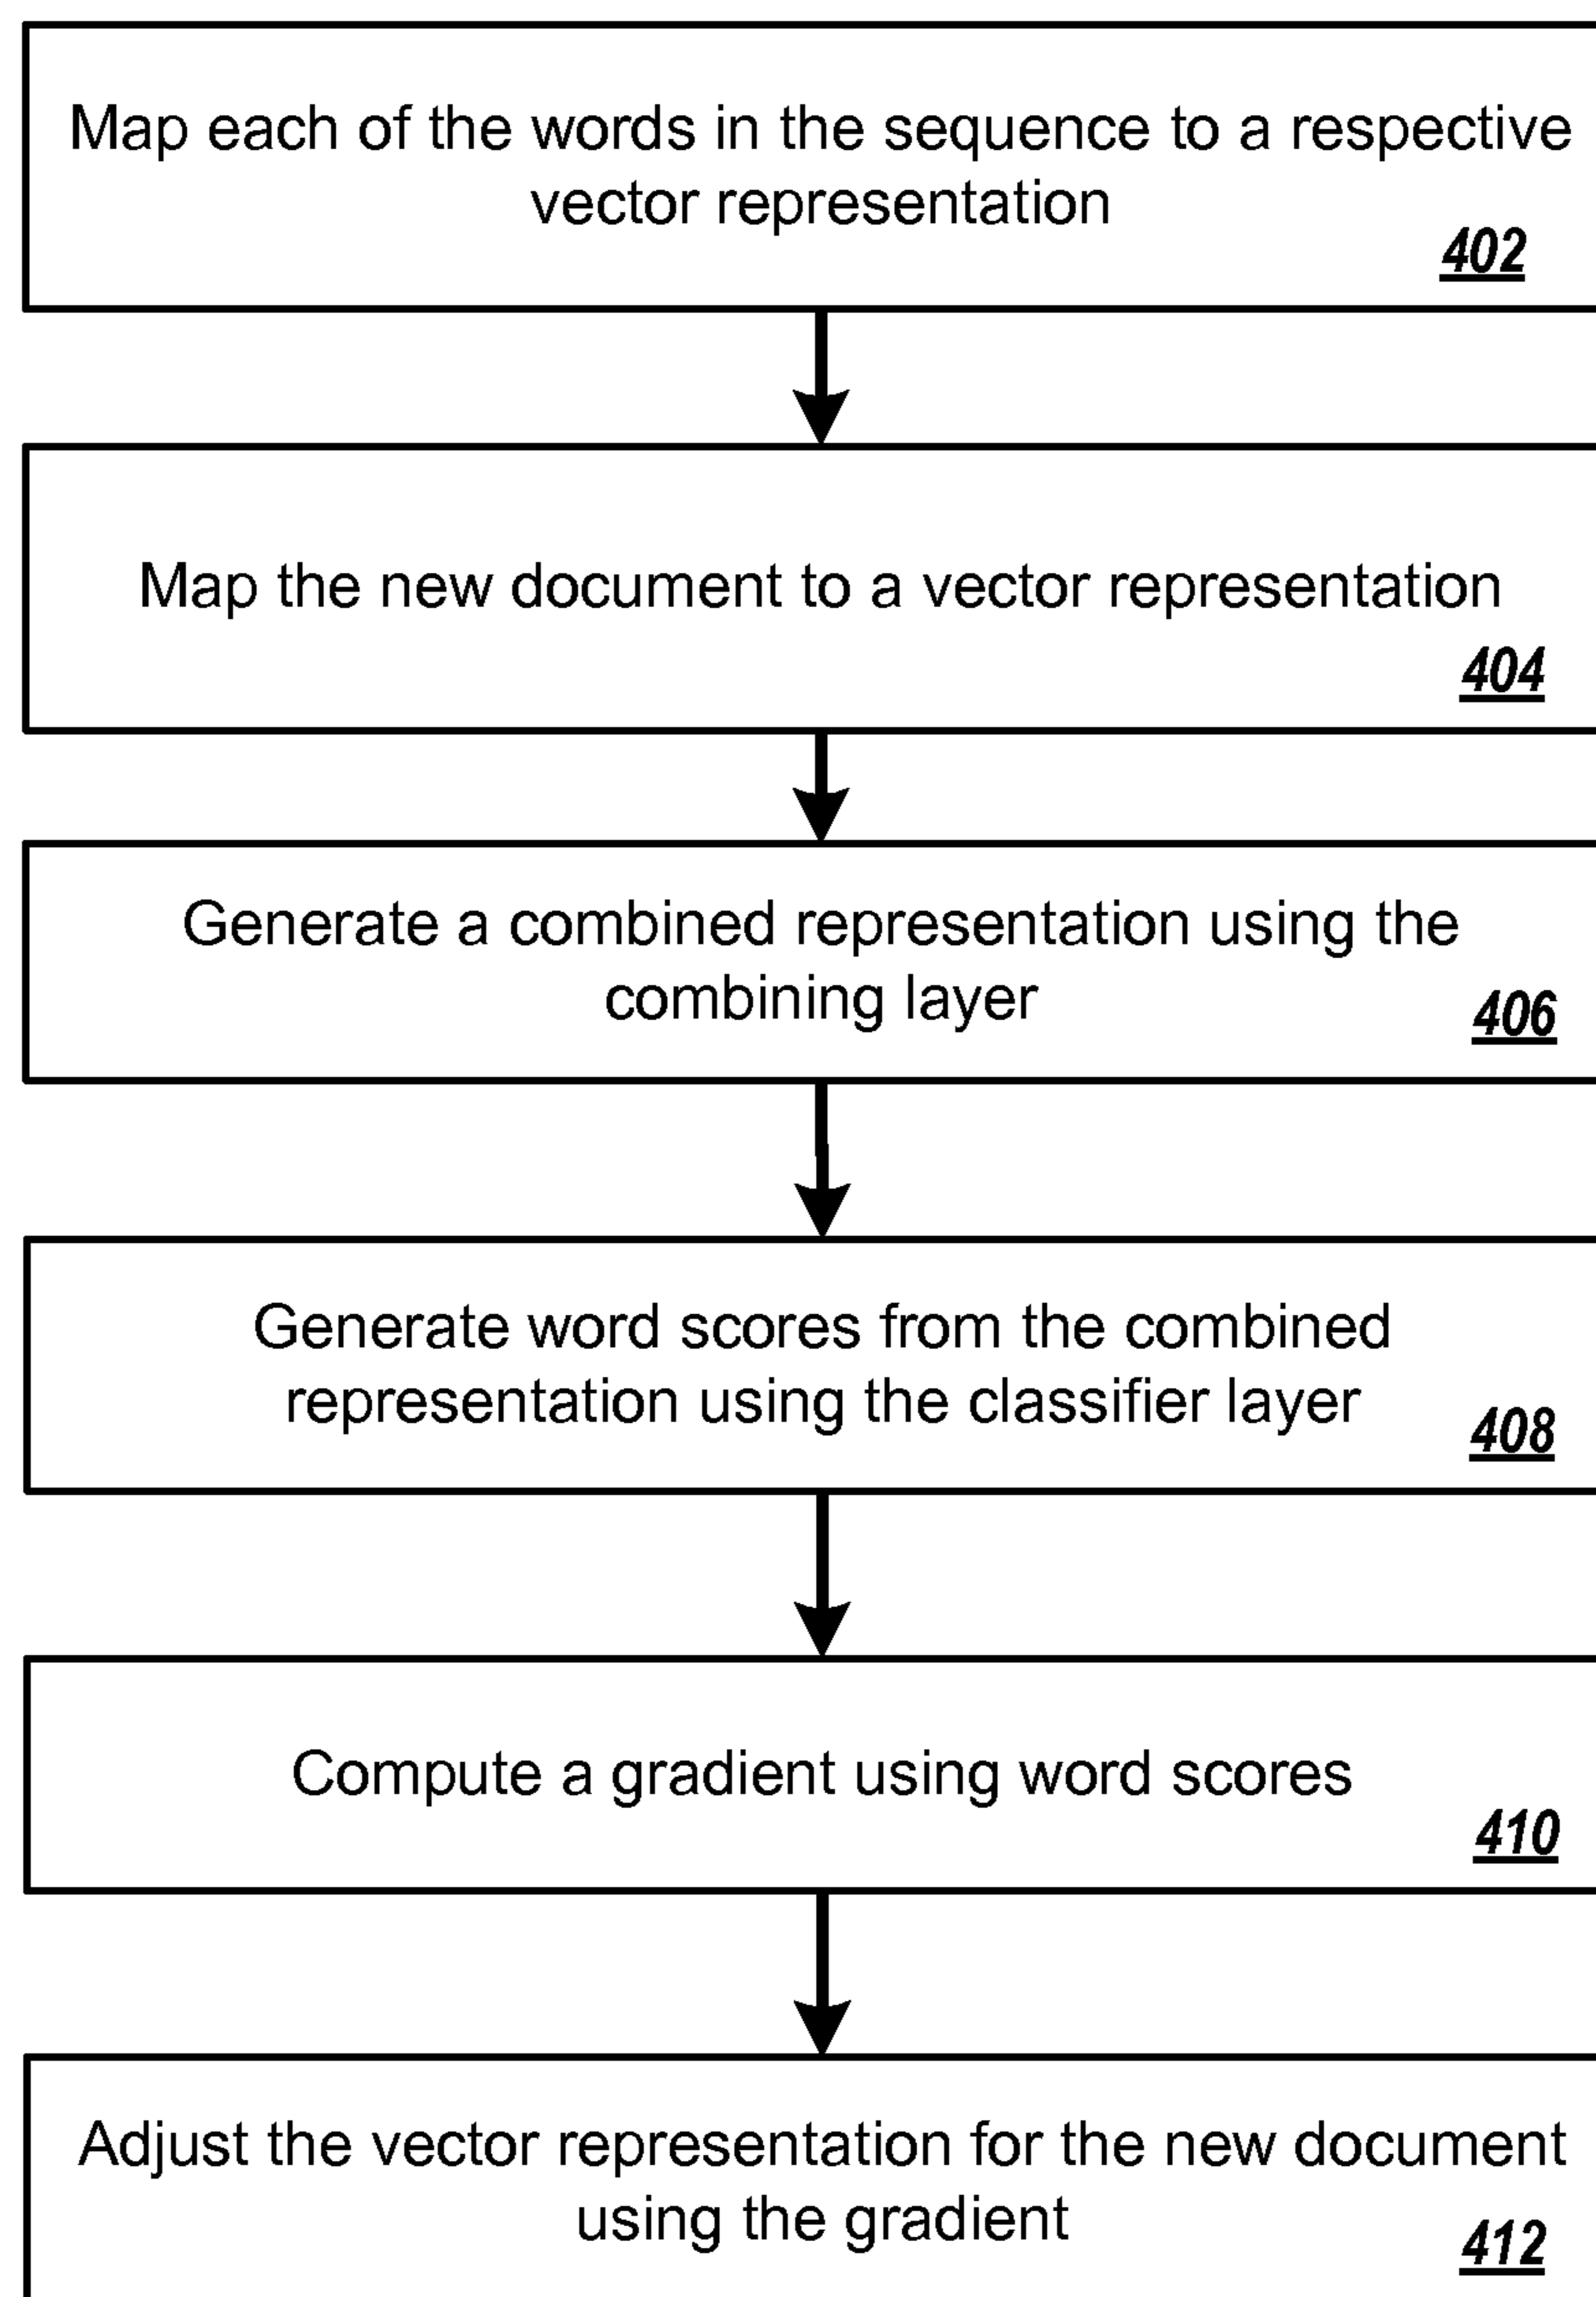 Map each of the words in the sequence to a respective
vector representation
402
Map the new document to a vector representation
404
Generate a combined representation using the
combining layer
406
Generate word scores from the combined
representation using the classifier layer
408
Compute a gradient using word scores
410
Adjust the vector representation for the new document
using the gradient
412